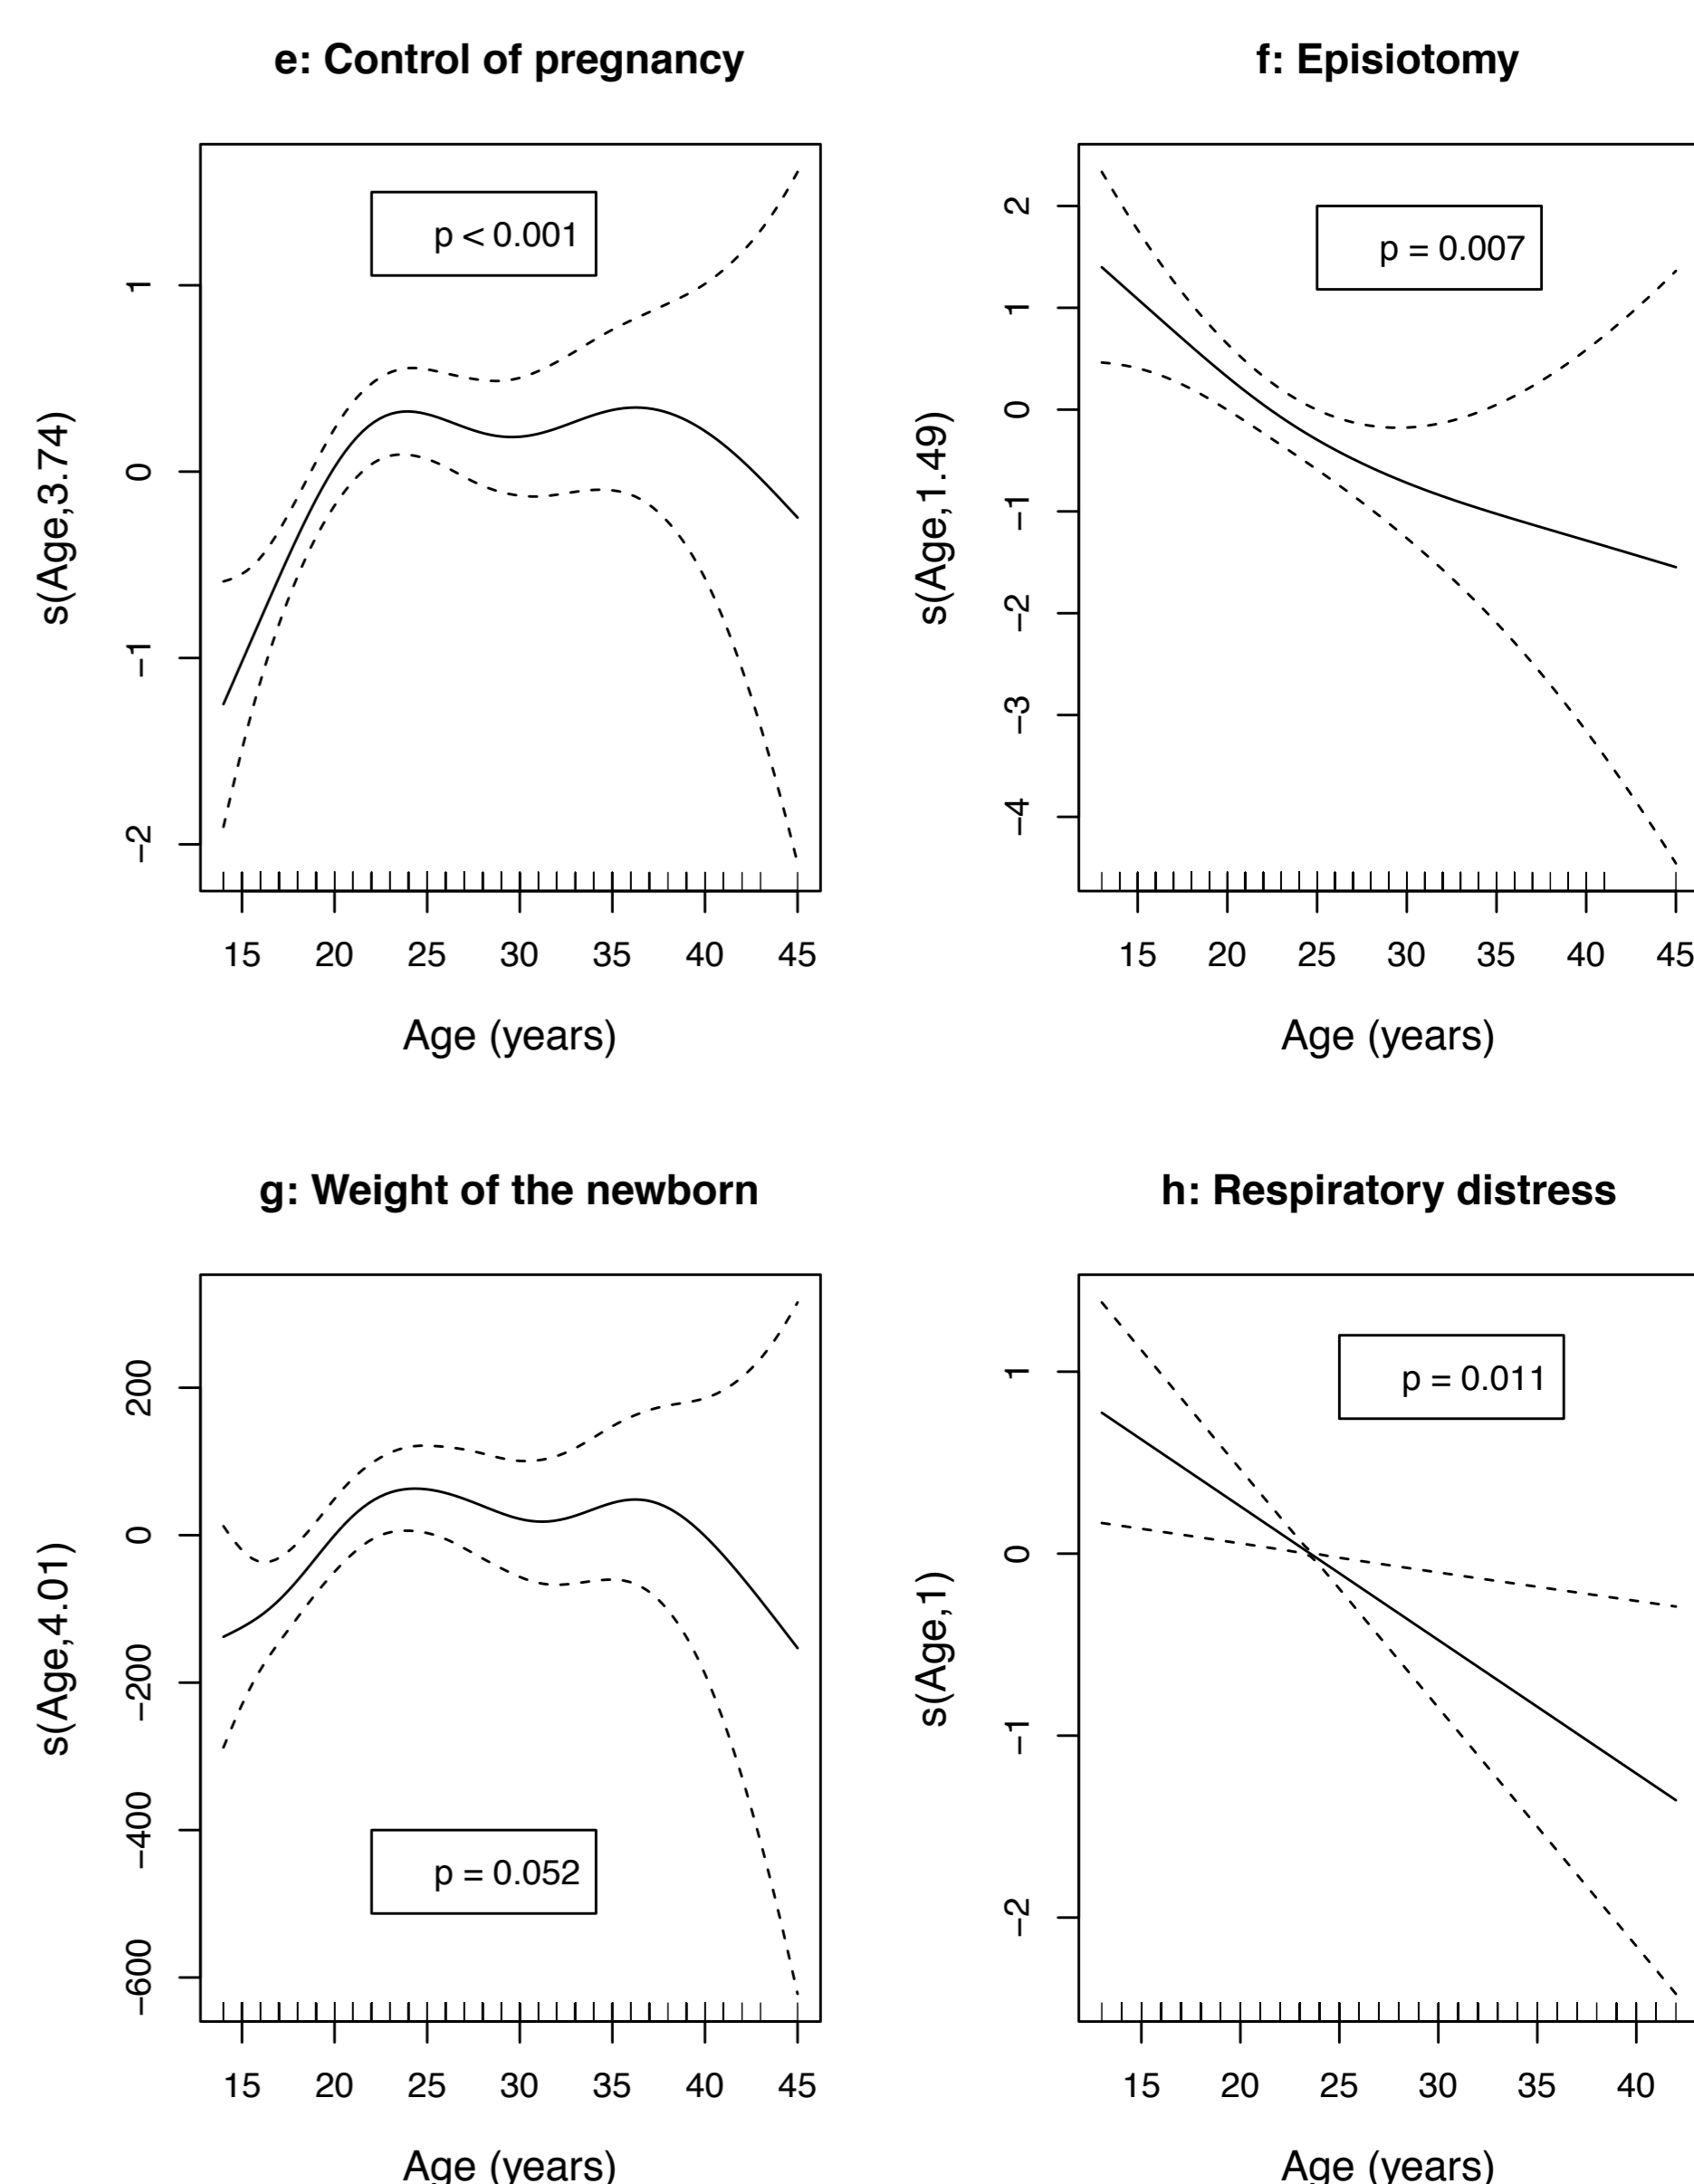 e: Control of pregnancy
p < 0.001
s(Age,3.74)
1
0
−1
−2
15 20 25 30 35 40 45
Age (years)
f: Episiotomy
p = 0.007
s(Age,1.49)
2
1
0
−1
−2
−3
−4
15 20 25 30 35 40 45
Age (years)
g: Weight of the newborn
s(Age,4.01)
200
0
−200
−400
−600
p = 0.052
15 20 25 30 35 40 45
Age (years)
h: Respiratory distress
p = 0.011
s(Age,1)
1
0
−1
−2
15 20 25 30 35 40
Age (years)